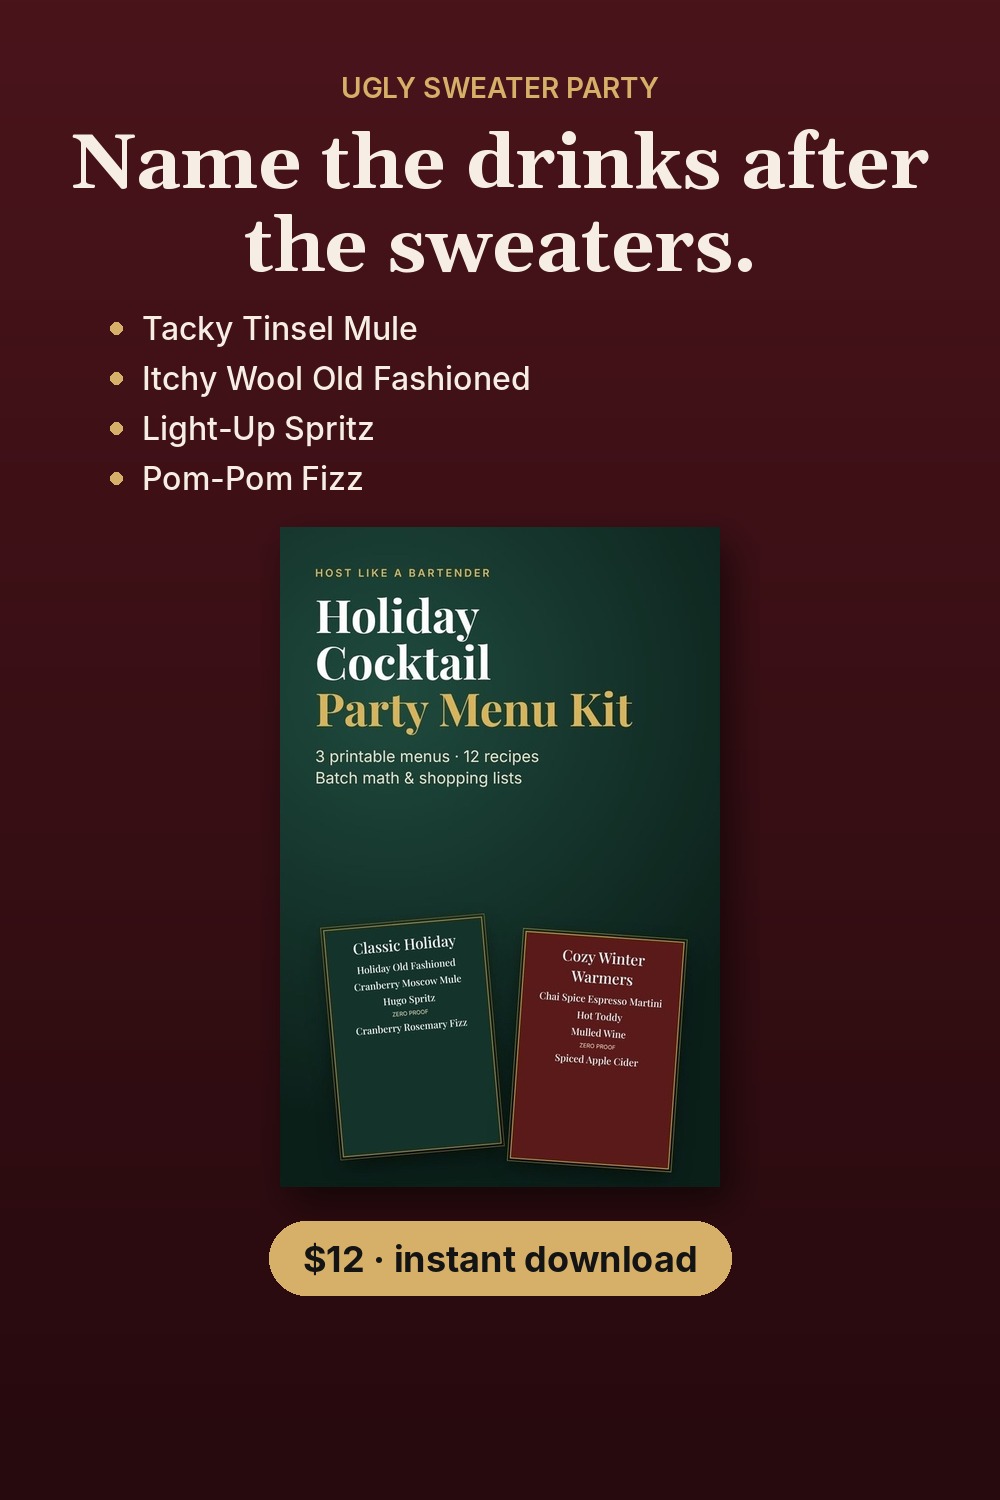 UGLY SWEATER PARTY
Name the drinks after
the sweaters.
Tacky Tinsel Mule
Itchy Wool Old Fashioned
Light-Up Spritz
Pom-Pom Fizz
HOST LIKE A BARTENDER
Holiday
Cocktail
Party Menu Kit
3 printable menus · 12 recipes
Batch math & shopping lists
Classic Holiday
Holiday Old Fashioned
Cranberry Moscow Mule
Hugo Spritz
ZERO PROOF
Cranberry Rosemary Fizz
Cozy Winter
Warmers
Chai Spice Espresso Martini
Hot Toddy
Mulled Wine
ZERO PROOF
Spiced Apple Cider
$12 · instant download